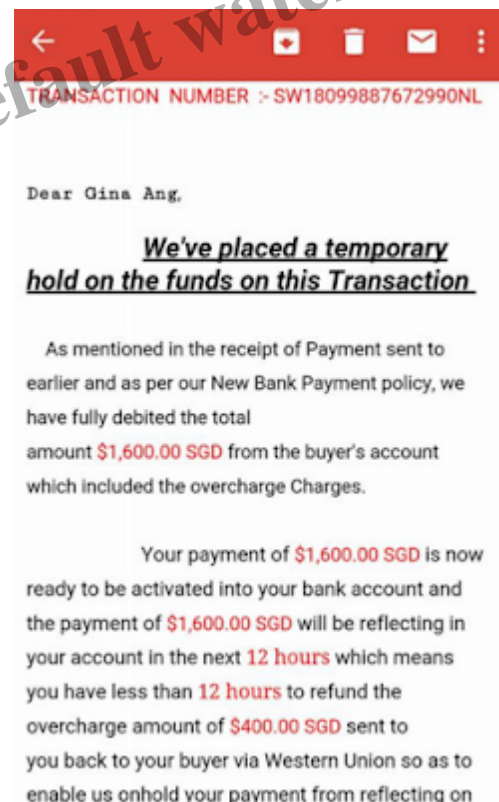 efault wate
TRANSACTION NUMBER :- SW18099887672990NL
Dear Gina Ang,
We've placed a temporary
hold on the funds on this Transaction
As mentioned in the receipt of Payment sent to
earlier and as per our New Bank Payment policy, we
have fully debited the total
amount $1,600.00 SGD from the buyer's account
which included the overcharge Charges.
Your payment of $1,600.00 SGD is now
ready to be activated into your bank account and
the payment of $1,600.00 SGD will be reflecting in
your account in the next 12 hours which means
you have less than 12 hours to refund the
overcharge amount of $400.00 SGD sent to
you back to your buyer via Western Union so as to
enable us onhold your payment from reflecting on